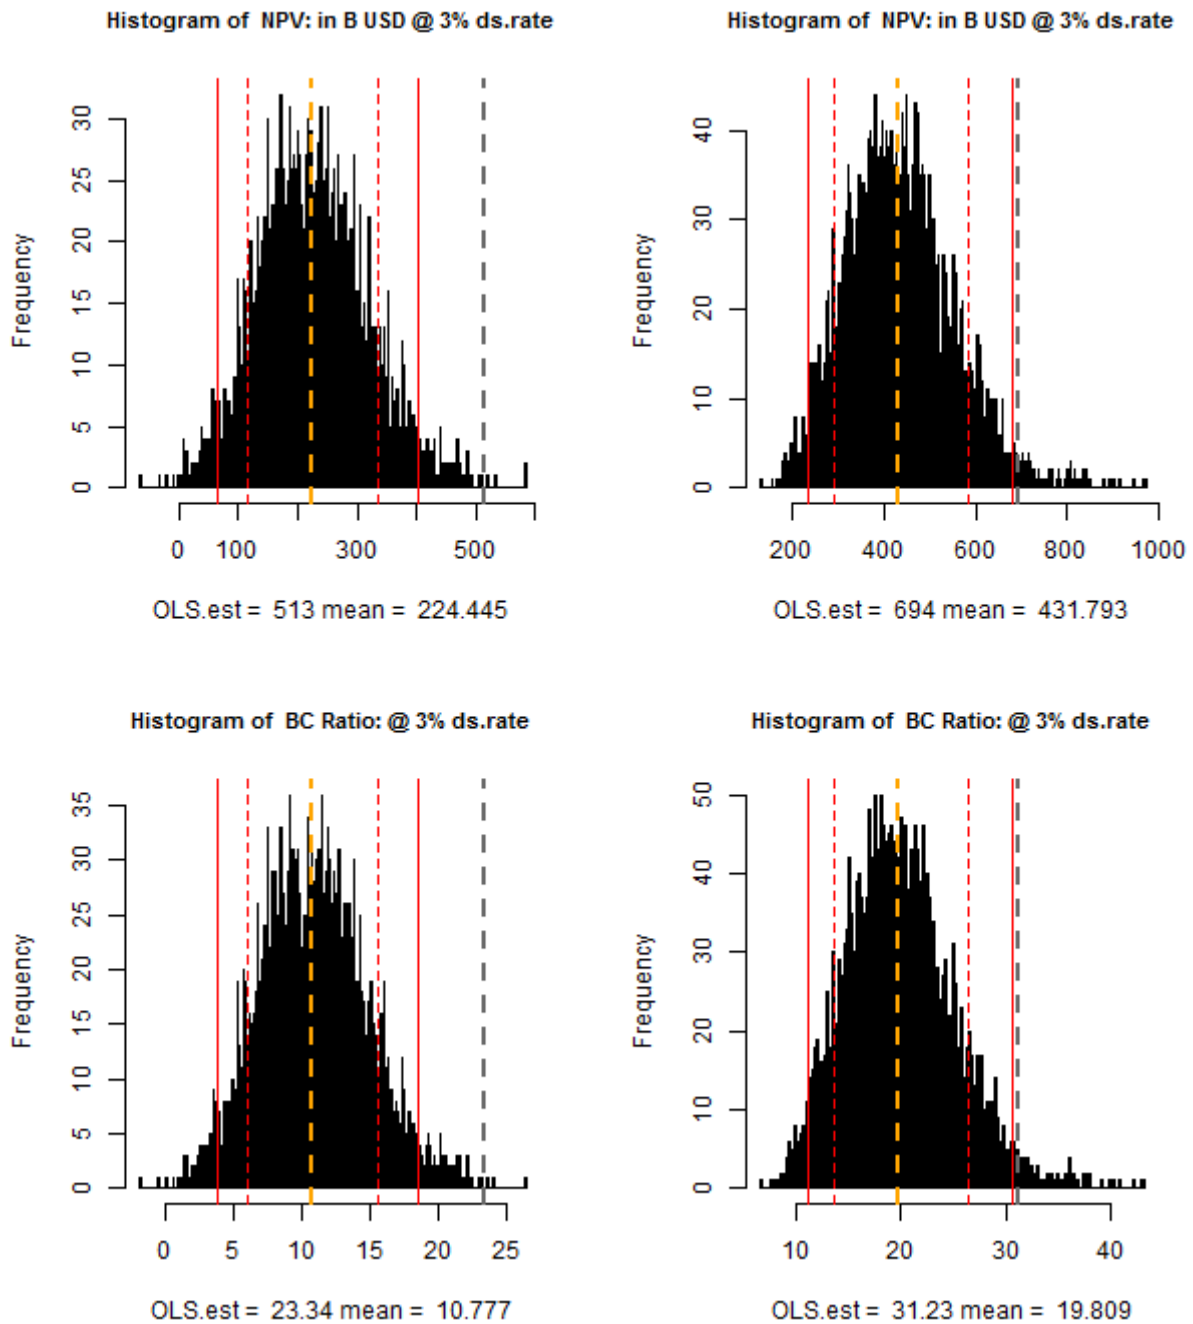 Histogram of NPV: in B USD @ 3% ds.rate
Frequency
30
25
20
15
10
5
0
0 100 300 500
OLS.est = 513 mean = 224.445
Histogram of NPV: in B USD @ 3% ds.rate
Frequency
40
30
20
10
0
200 400 600 800 1000
OLS.est = 694 mean = 431.793
Histogram of BC Ratio: @ 3% ds.rate
Frequency
35
30
25
20
15
10
5
0
0 5 10 15 20 25
OLS.est = 23.34 mean = 10.777
Histogram of BC Ratio: @ 3% ds.rate
Frequency
50
40
30
20
10
0
10 20 30 40
OLS.est = 31.23 mean = 19.809